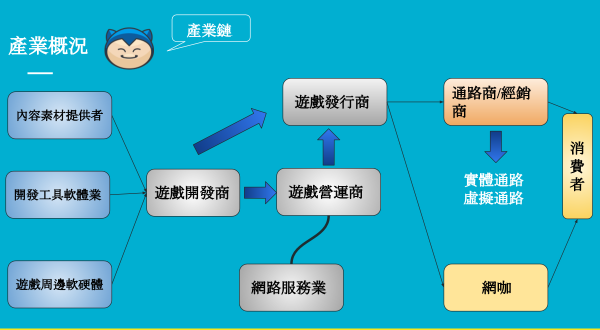 產業概況
產業鏈
內容素材提供者
開發工具軟體業
遊戲周邊軟硬體
遊戲開發商
遊戲發行商
遊戲營運商
網路服務業
通路商/經銷
商
實體通路
虛擬通路
網咖
消
費
者